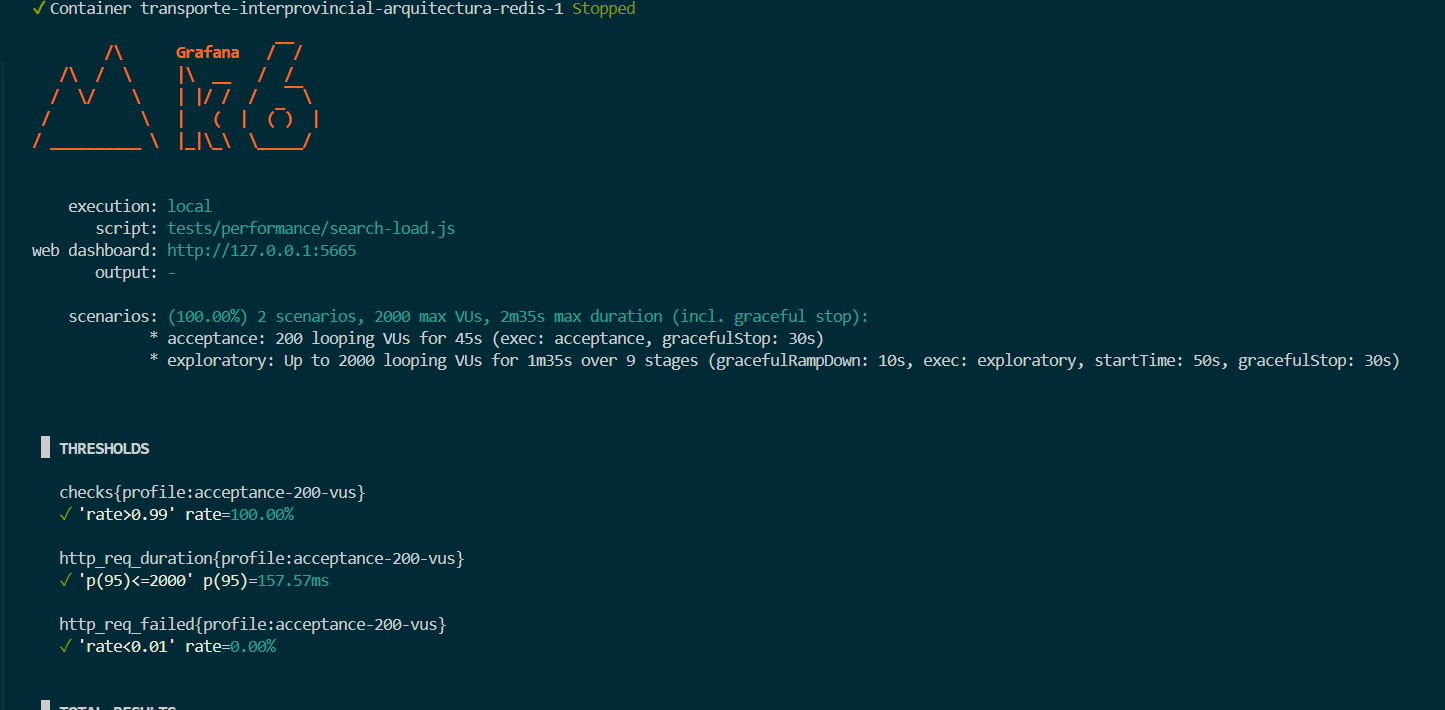 ✓ Container transporte-interprovincial-arquitectura-redis-1 Stopped
Grafana
execution: local
script: tests/performance/search-load.js
web dashboard: http://127.0.0.1:5665
output: -
scenarios: (100.00%) 2 scenarios, 2000 max VUs, 2m35s max duration (incl. graceful stop):
* acceptance: 200 looping VUs for 45s (exec: acceptance, gracefulStop: 30s)
* exploratory: Up to 2000 looping VUs for 1m35s over 9 stages (gracefulRampDown: 10s, exec: exploratory, startTime: 50s, gracefulStop: 30s)
THRESHOLDS
checks{profile:acceptance-200-vus}
✓ 'rate>0.99' rate=100.00%
http_req_duration{profile:acceptance-200-vus}
✓ 'p(95)<=2000' p(95)=157.57ms
http_req_failed{profile:acceptance-200-vus}
✓ 'rate<0.01' rate=0.00%
TOTAL RESULTS